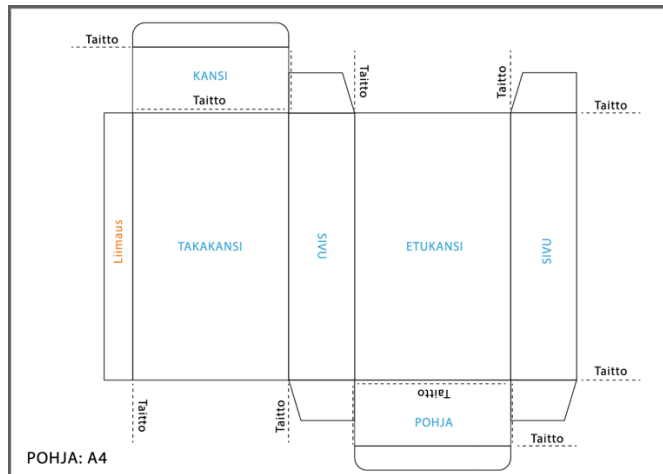 Taitto
KANSI
Taitto
Taitto
Taitto
Taitto
Liimaus
TAKAKANSI
SIVU
ETUKANSI
SIVU
Taitto
Taitto
Taitto
Taitto
POHJA
Taitto
POHJA: A4